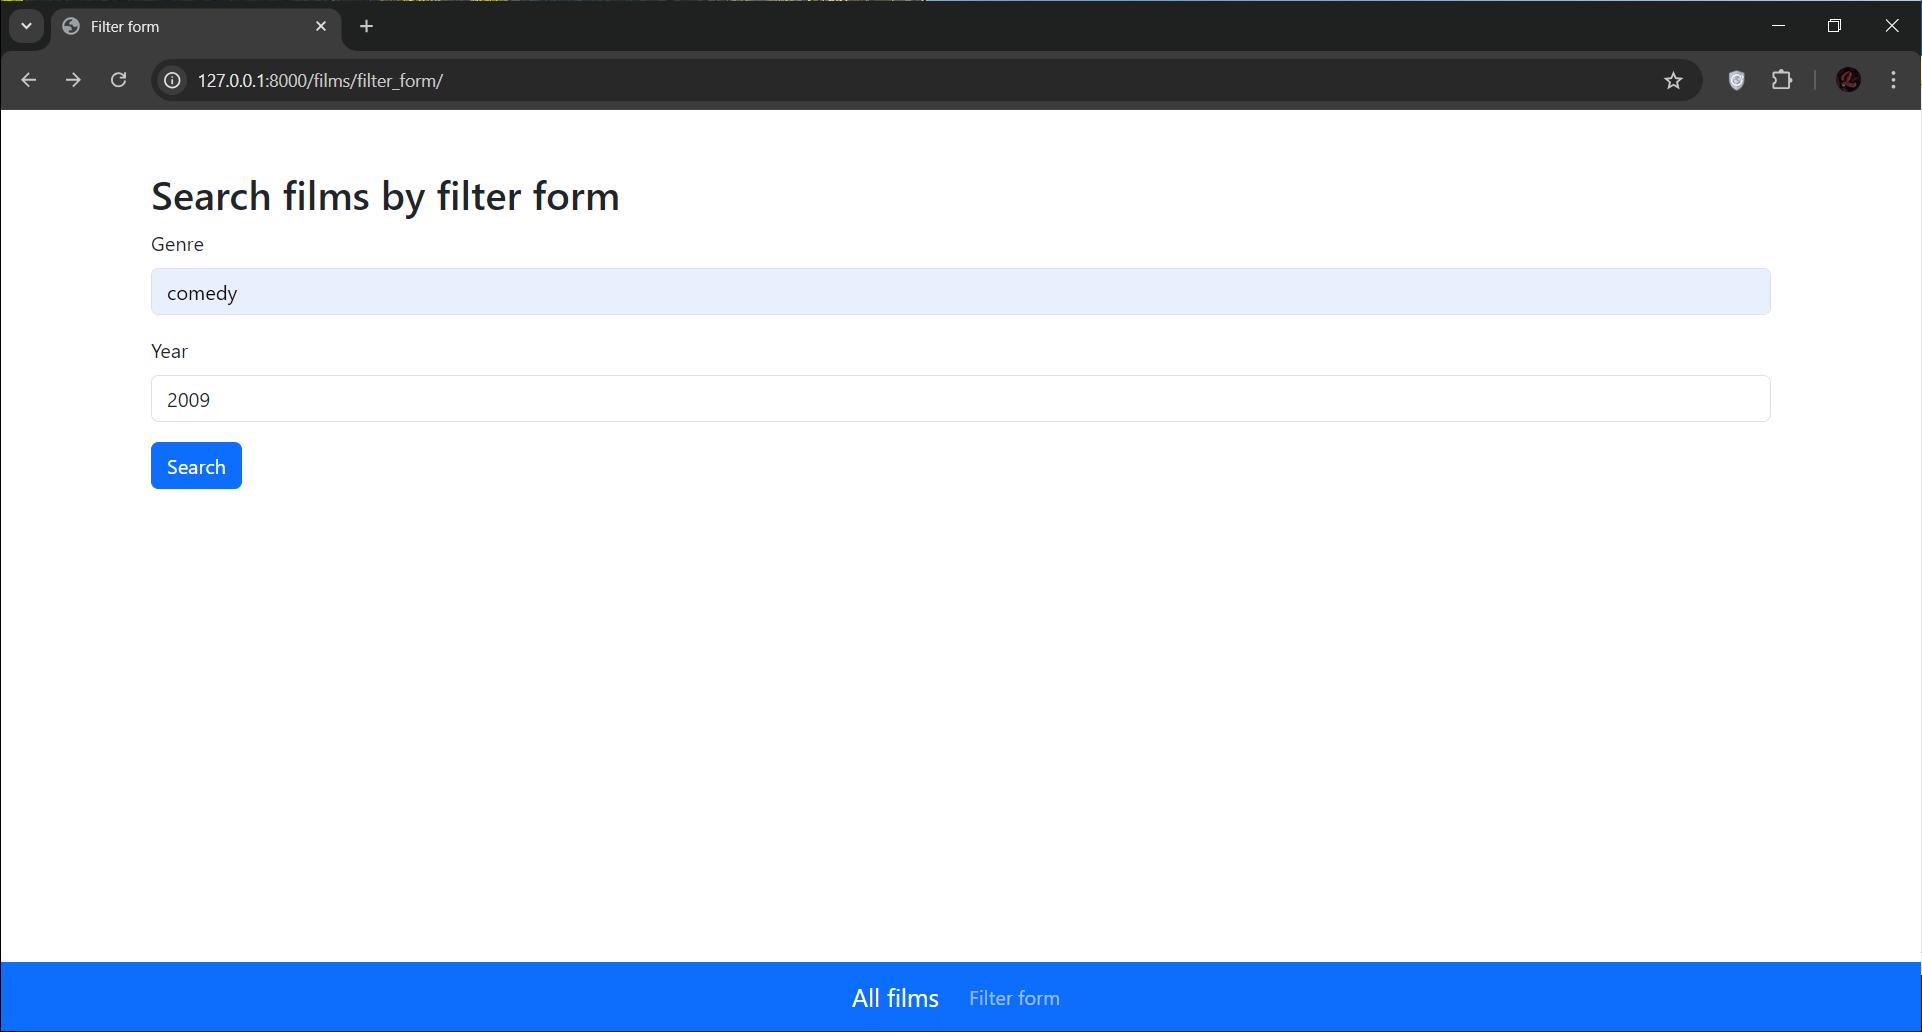 Filter form
127.0.0.1:8000/films/filter_form/
Search films by filter form
Genre
comedy
Year
2009
Search
All films Filter form